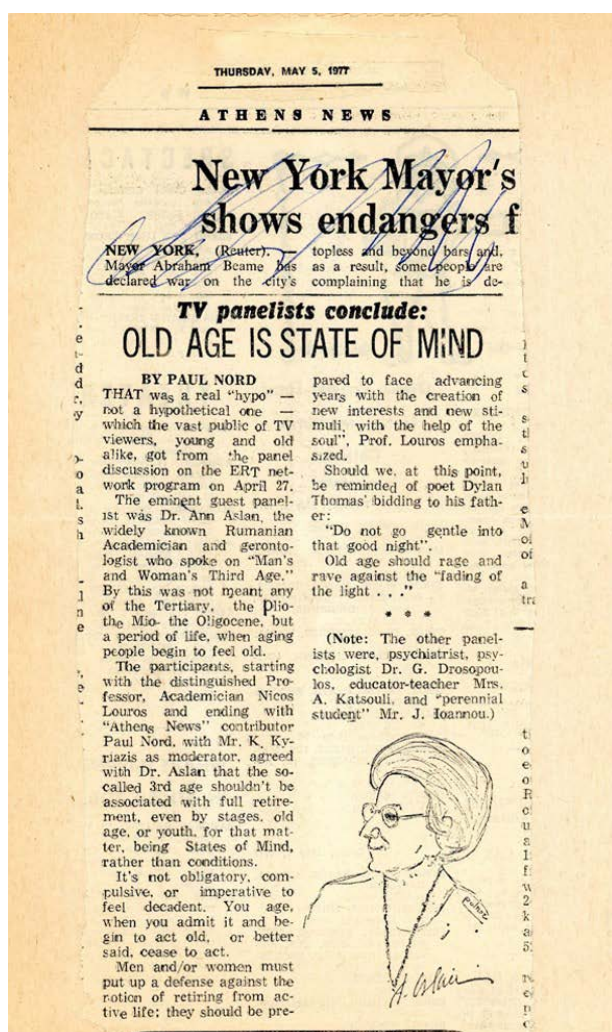 THURSDAY, MAY 5, 1977
ATHENS NEWS
New York Mayor's
shows endangers f
NEW YORK, (Reuter). —
Mayor Abraham Beame has
declared war on the city's
topless and beyond bars and,
as a result, some people are
complaining that he is de-
TV panelists conclude:
OLD AGE IS STATE OF MIND
BY PAUL NORD
THAT was a real "hypo" —
not a hypothetical one —
which the vast public of TV
viewers, young and old
alike, got from the panel
discussion on the ERT net-
work program on April 27.
The eminent guest panel-
ist was Dr. Ann Aslan, the
widely known Rumanian
Academician and geronto-
logist who spoke on "Man's
and Woman's Third Age."
By this was not meant any
of the Tertiary, the Plio-
the Mio- the Oligocene, but
a period of life, when aging
people begin to feel old.
The participants, starting
with the distinguished Pro-
fessor, Academician Nicos
Louros and ending with
"Athens News" contributor
Paul Nord, with Mr. K. Ky-
riazis as moderator, agreed
with Dr. Aslan that the so-
called 3rd age shouldn't be
associated with full retire-
ment, even by stages, old
age, or youth, for that mat-
ter, being States of Mind,
rather than conditions.
It's not obligatory, com-
pulsive, or imperative to
feel decadent. You age,
when you admit it and be-
gin to act old, or better
said, cease to act.
Men and/or women must
put up a defense against the
notion of retiring from ac-
tive life; they should be pre-
pared to face advancing
years with the creation of
new interests and new sti-
muli, with the help of the
soul", Prof. Louros empha-
sized.
Should we, at this point,
be reminded of poet Dylan
Thomas' bidding to his fath-
er:
"Do not go gentle into
that good night".
Old age should rage and
rave against the "fading of
the light . . ."
* * *
(Note: The other panel-
ists were, psychiatrist, psy-
chologist Dr. G. Drosopou-
los, educator-teacher Mrs.
A. Katsouli, and "perennial
student" Mr. J. Ioannou.)
A. Aslan